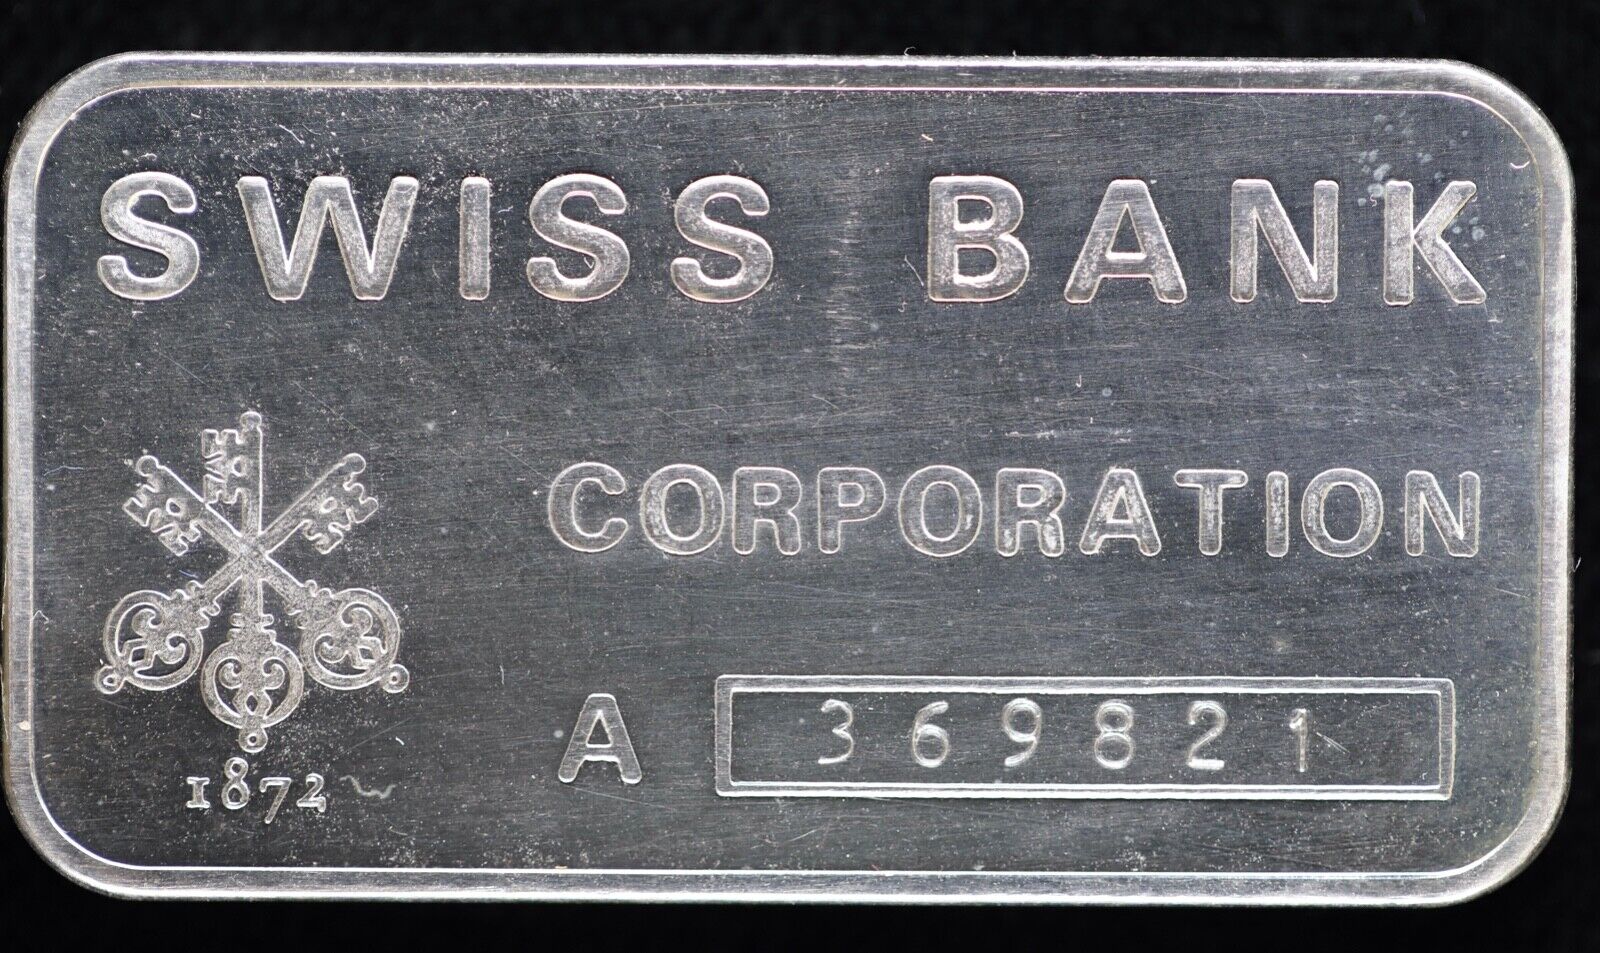 SWISS BANK
CORPORATION
1872
A 369821